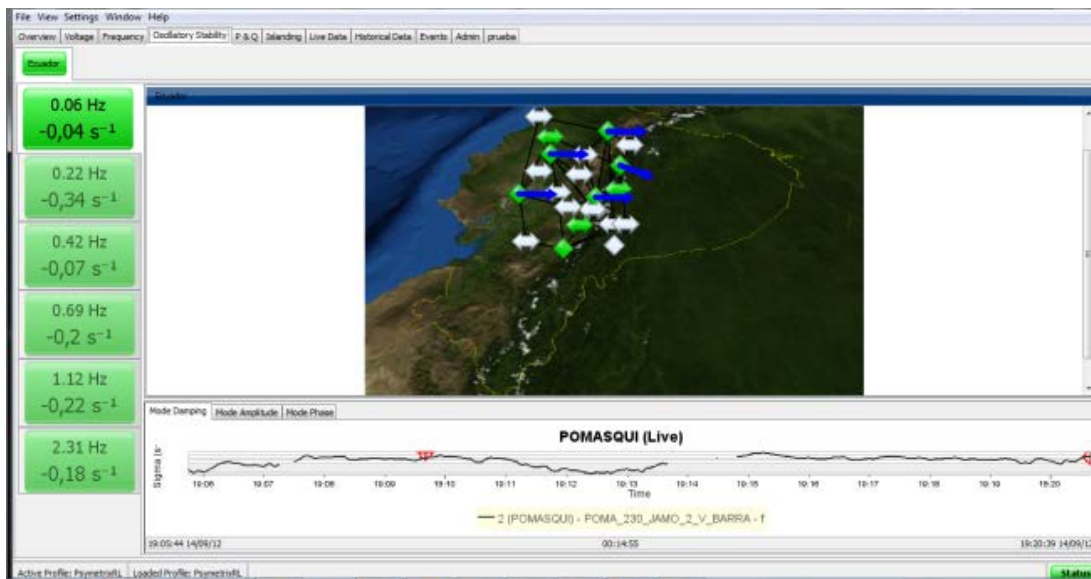 File View Settings Window Help
Overview Voltage Frequency Oscillatory Stability P & Q Islanding Live Data Historical Data Events Admin prueba
Ecuador
Ecuador
0.06 Hz
-0,04 s⁻¹
0.22 Hz
-0,34 s⁻¹
0.42 Hz
-0,07 s⁻¹
0.69 Hz
-0,2 s⁻¹
1.12 Hz
-0,22 s⁻¹
2.31 Hz
-0,18 s⁻¹
Mode Damping Mode Amplitude Mode Phase
POMASQUI (Live)
Sigma (s-
19:06 19:07 19:08 19:09 19:10 19:11 19:12 19:13 19:14 19:15 19:16 19:17 19:18 19:19 19:20
Time
2 (POMASQUI) - POMA_230_JAMO_2_V_BARRA - f
19:05:44 14/09/12 00:14:55 19:20:39 14/09/12
Active Profile: PsymetrixRL Loaded Profile: PsymetrixRL Status